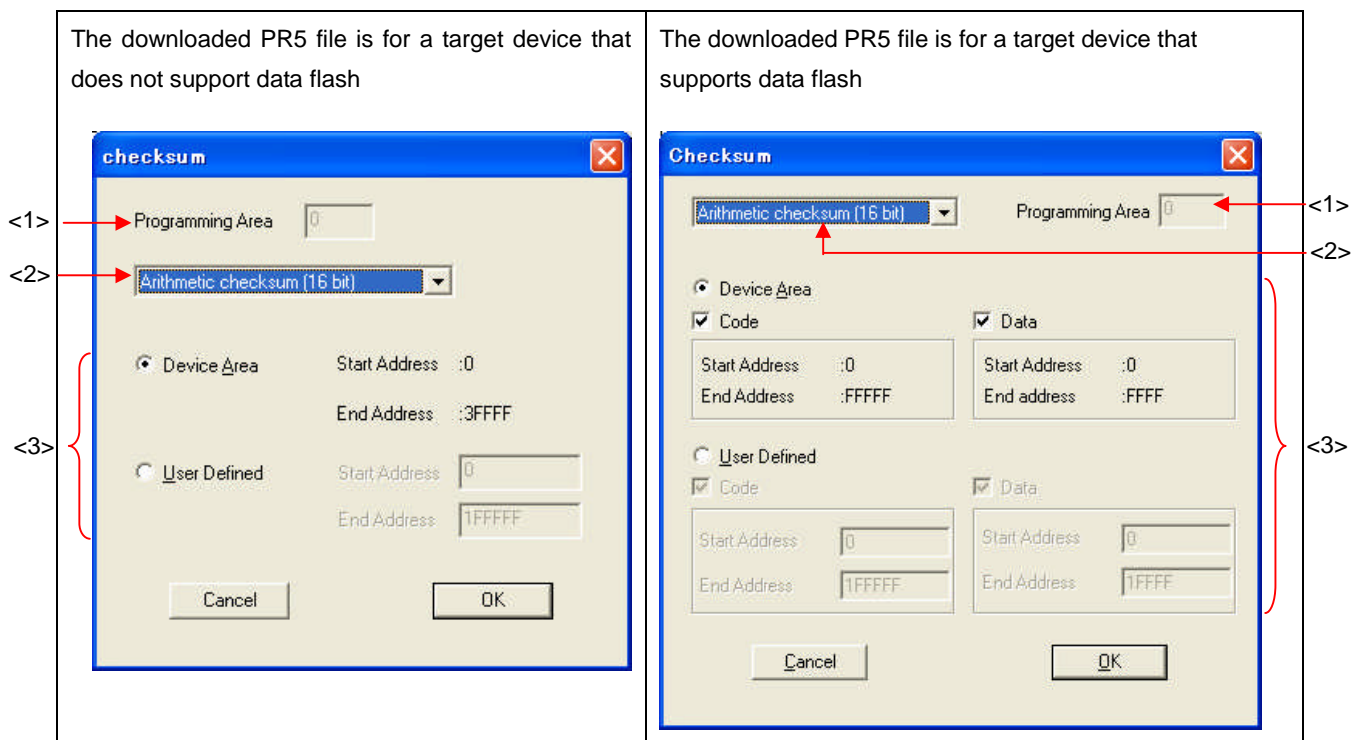 The downloaded PR5 file is for a target device that
does not support data flash
checksum
<1>
Programming Area 0
<2>
Arithmetic checksum (16 bit)
<3>
Device Area Start Address :0
End Address :3FFFF
User Defined Start Address 0
End Address 1FFFFF
Cancel OK
The downloaded PR5 file is for a target device that
supports data flash
Checksum
Arithmetic checksum (16 bit) Programming Area 0
<1>
<2>
Device Area
Code Data
Start Address :0 Start Address :0
End Address :FFFFF End address :FFFF
<3>
User Defined
Code Data
Start Address 0 Start Address 0
End Address 1FFFFF End Address 1FFFF
Cancel OK